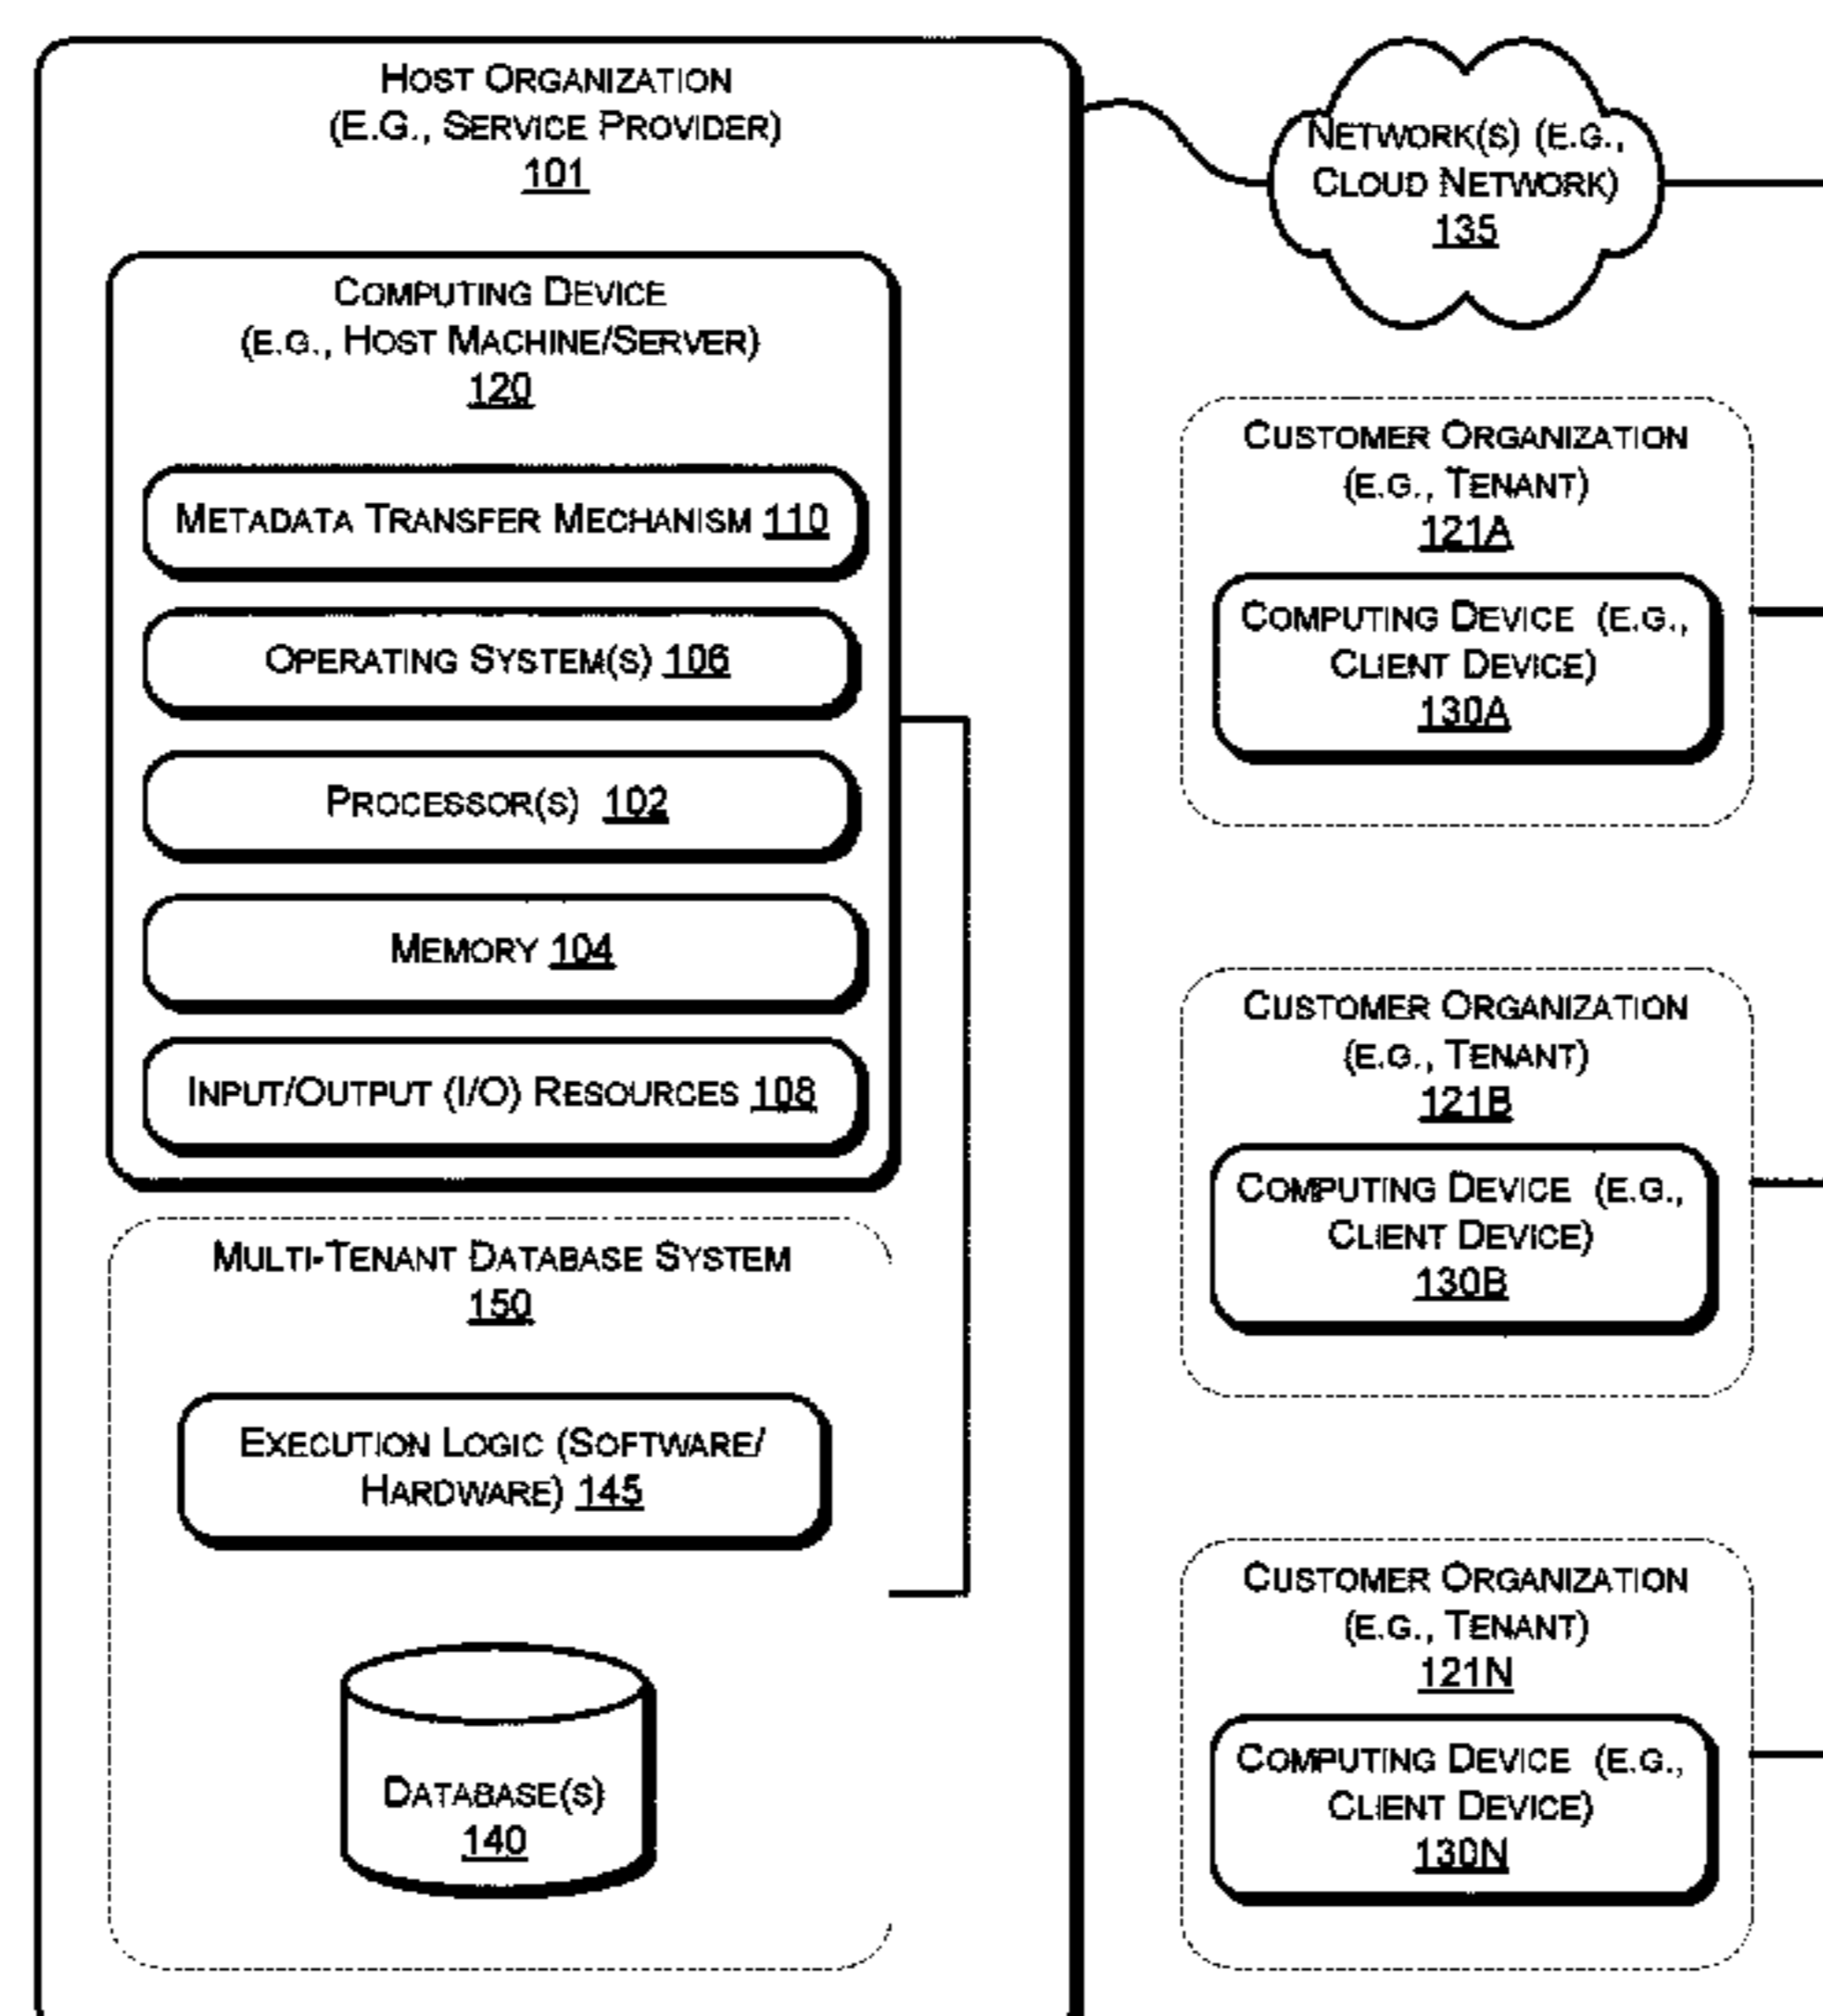 HOST ORGANIZATION
(E.G., SERVICE PROVIDER)
101
COMPUTING DEVICE
(E.G., HOST MACHINE/SERVER)
120
METADATA TRANSFER MECHANISM 110
OPERATING SYSTEM(S) 106
PROCESSOR(S) 102
MEMORY 104
INPUT/OUTPUT (I/O) RESOURCES 108
MULTI-TENANT DATABASE SYSTEM
150
EXECUTION LOGIC (SOFTWARE/
HARDWARE) 145
DATABASE(S)
140
NETWORK(S) (E.G.,
CLOUD NETWORK)
135
CUSTOMER ORGANIZATION
(E.G., TENANT)
121A
COMPUTING DEVICE (E.G.,
CLIENT DEVICE)
130A
CUSTOMER ORGANIZATION
(E.G., TENANT)
121B
COMPUTING DEVICE (E.G.,
CLIENT DEVICE)
130B
CUSTOMER ORGANIZATION
(E.G., TENANT)
121N
COMPUTING DEVICE (E.G.,
CLIENT DEVICE)
130N